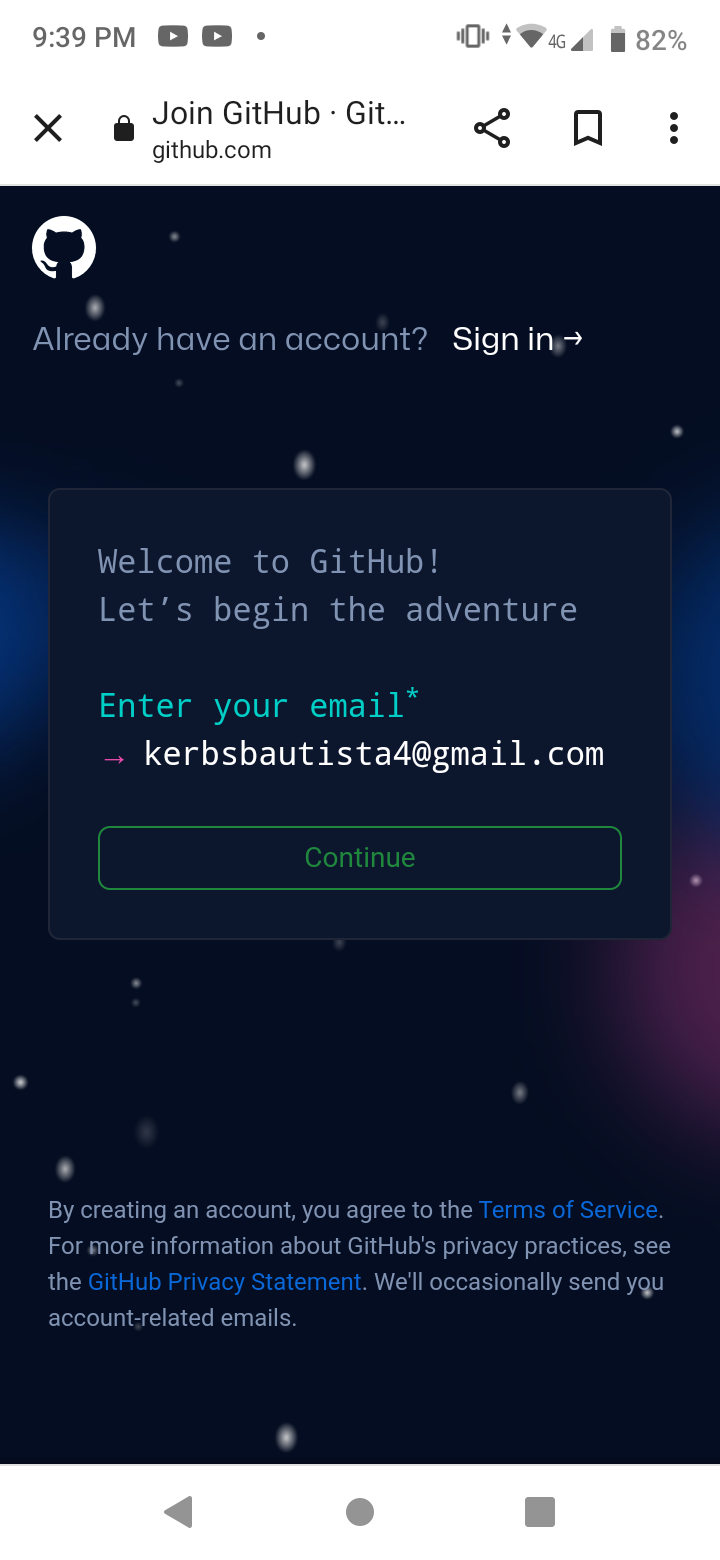 9:39 PM
4G
82%
Join GitHub · Git...
github.com
Already have an account? Sign in →
Welcome to GitHub!
Let’s begin the adventure
Enter your email*
→ kerbsbautista4@gmail.com
Continue
By creating an account, you agree to the Terms of Service.
For more information about GitHub's privacy practices, see
the GitHub Privacy Statement. We'll occasionally send you
account-related emails.